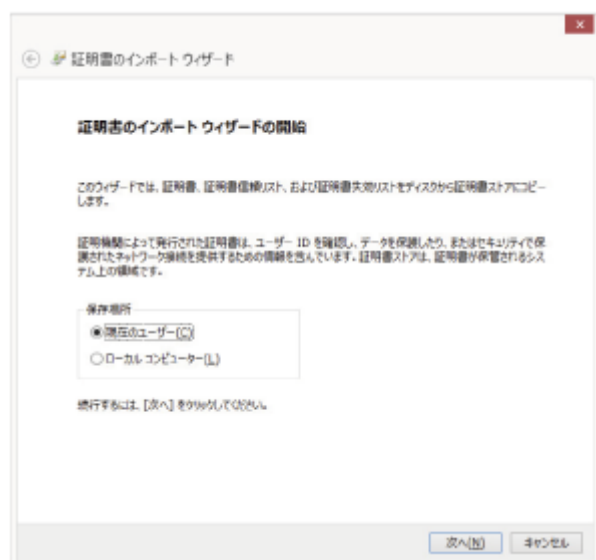 証明書のインポート ウィザード
証明書のインポート ウィザードの開始
このウィザードでは、証明書、証明書信頼リスト、および証明書失効リストをディスクから証明書ストアにコピー
します。
証明機関によって発行された証明書は、ユーザー ID を確認し、データを保護したり、またはセキュリティで保
護されたネットワーク接続を提供するための情報を含んでいます。証明書ストアは、証明書が保管されるシス
テム上の領域です。
保存場所
現在のユーザー(C)
ローカル コンピューター(L)
続行するには、[次へ] をクリックしてください。
次へ(N) キャンセル